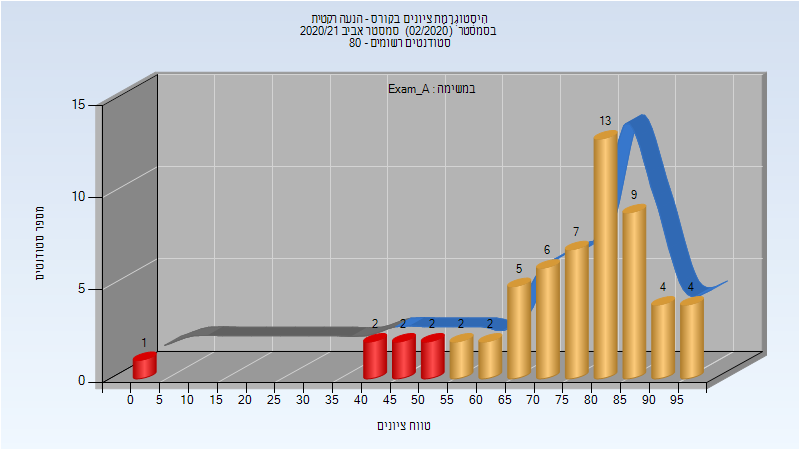 היסטוגרמת ציונים בקורס - הנעה רקטית
בסמסטר (02/2020) סמסטר אביב 2020/21
סטודנטים רשומים - 80
במשימה : Exam_A
מספר סטודנטים
15
10
5
0
1 2 2 2 2 2 5 6 7 13 9 4 4
0 5 10 15 20 25 30 35 40 45 50 55 60 65 70 75 80 85 90 95
טווח ציונים